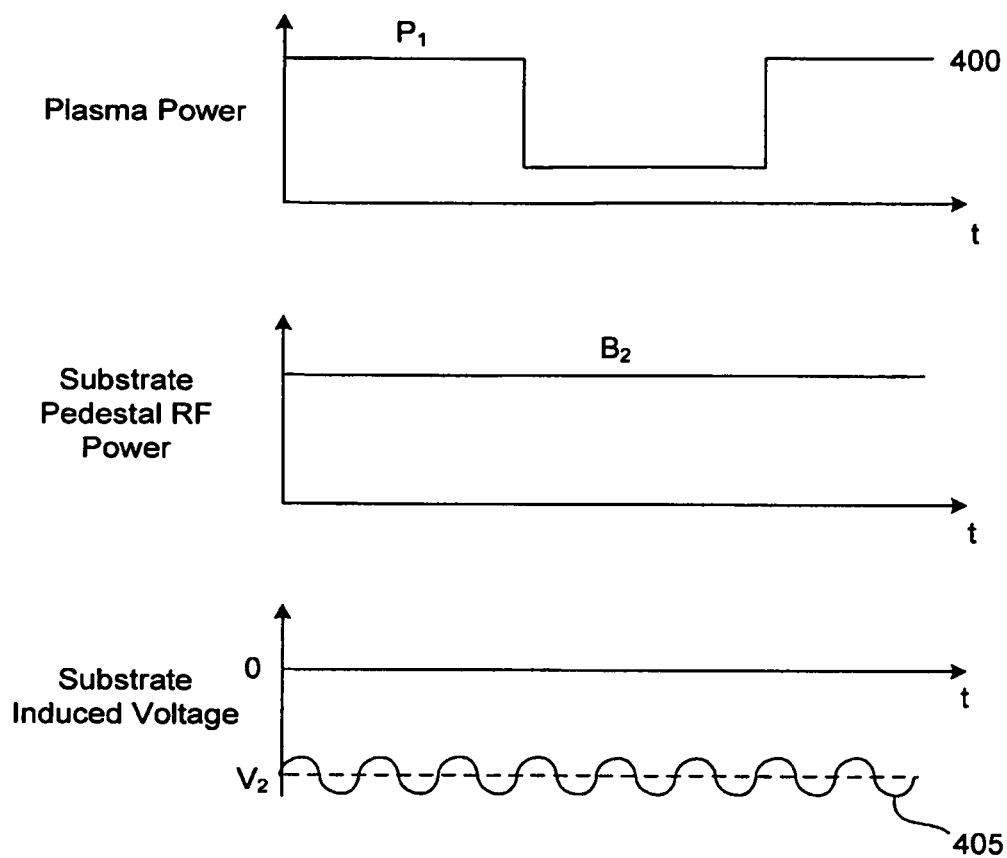 P₁
400
Plasma Power
t
B₂
Substrate
Pedestal RF
Power
t
0
Substrate
Induced Voltage
t
V₂
405